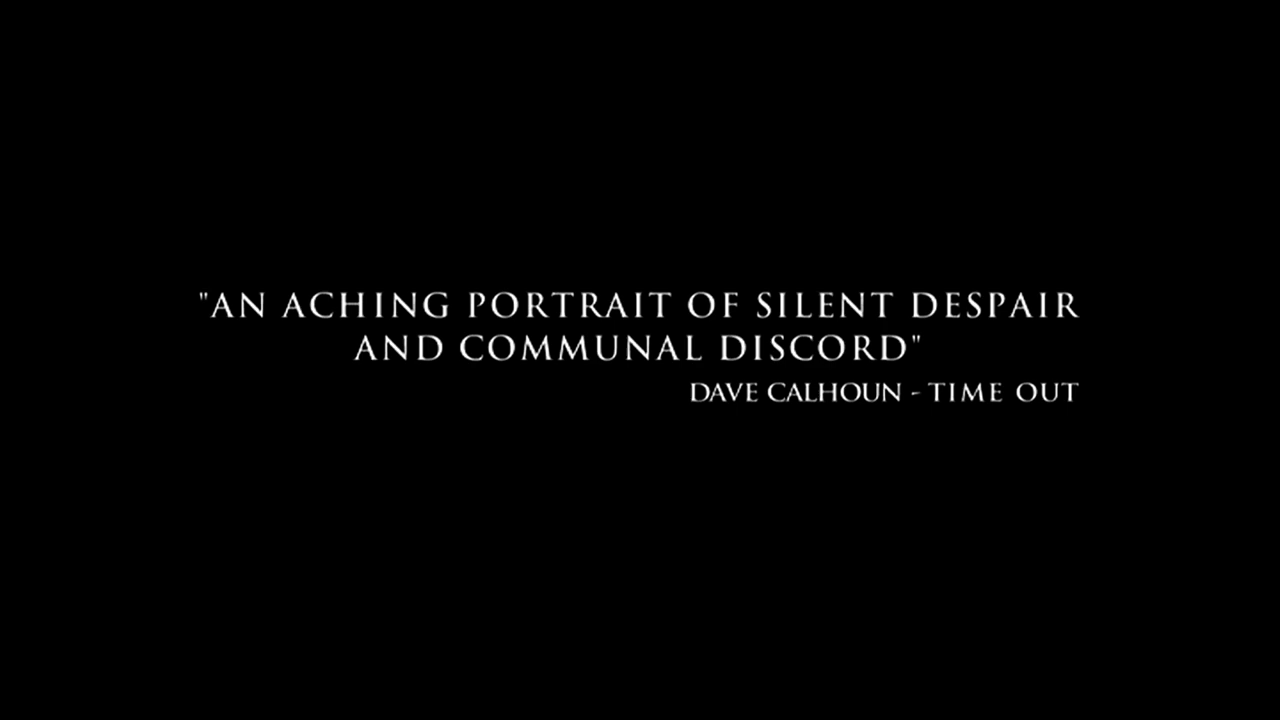 "AN ACHING PORTRAIT OF SILENT DESPAIR
AND COMMUNAL DISCORD"
DAVE CALHOUN - TIME OUT